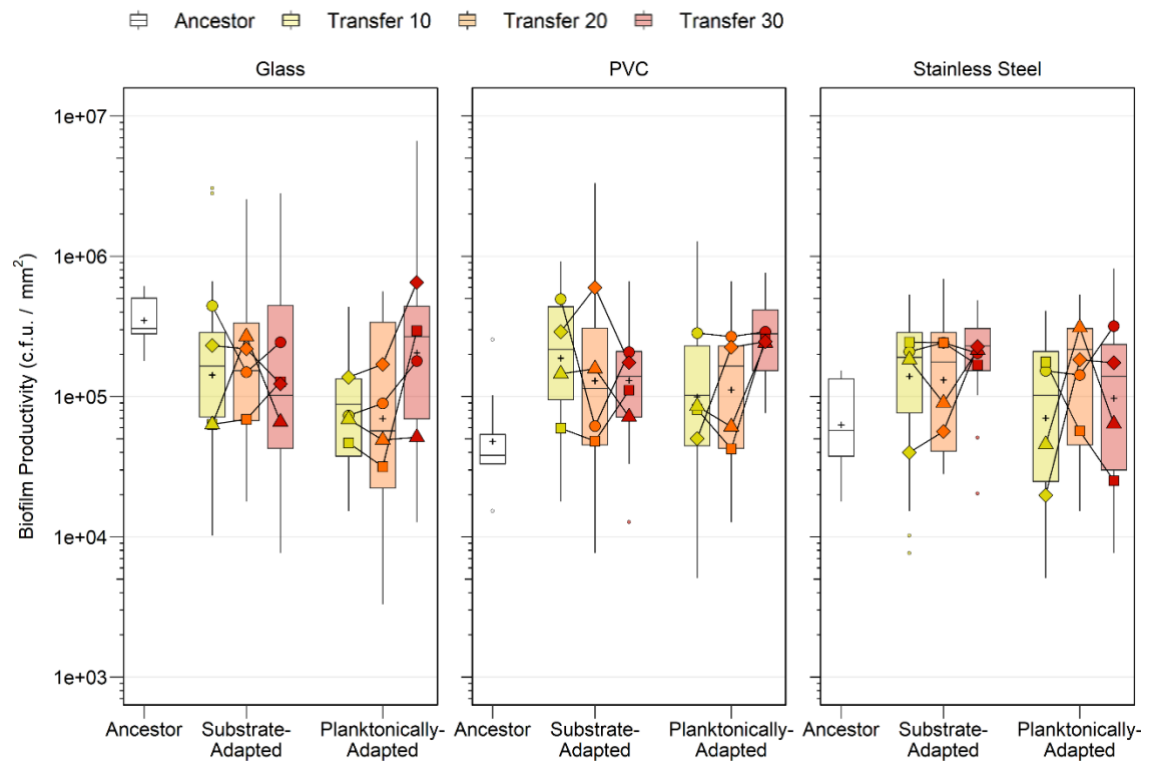 Ancestor Transfer 10 Transfer 20 Transfer 30
Glass PVC Stainless Steel
Biofilm Productivity (c.f.u. / mm²)
1e+07
1e+06
1e+05
1e+04
1e+03
Ancestor Substrate- Planktonically- Ancestor Substrate- Planktonically- Ancestor Substrate- Planktonically-
Adapted Adapted Adapted Adapted Adapted Adapted